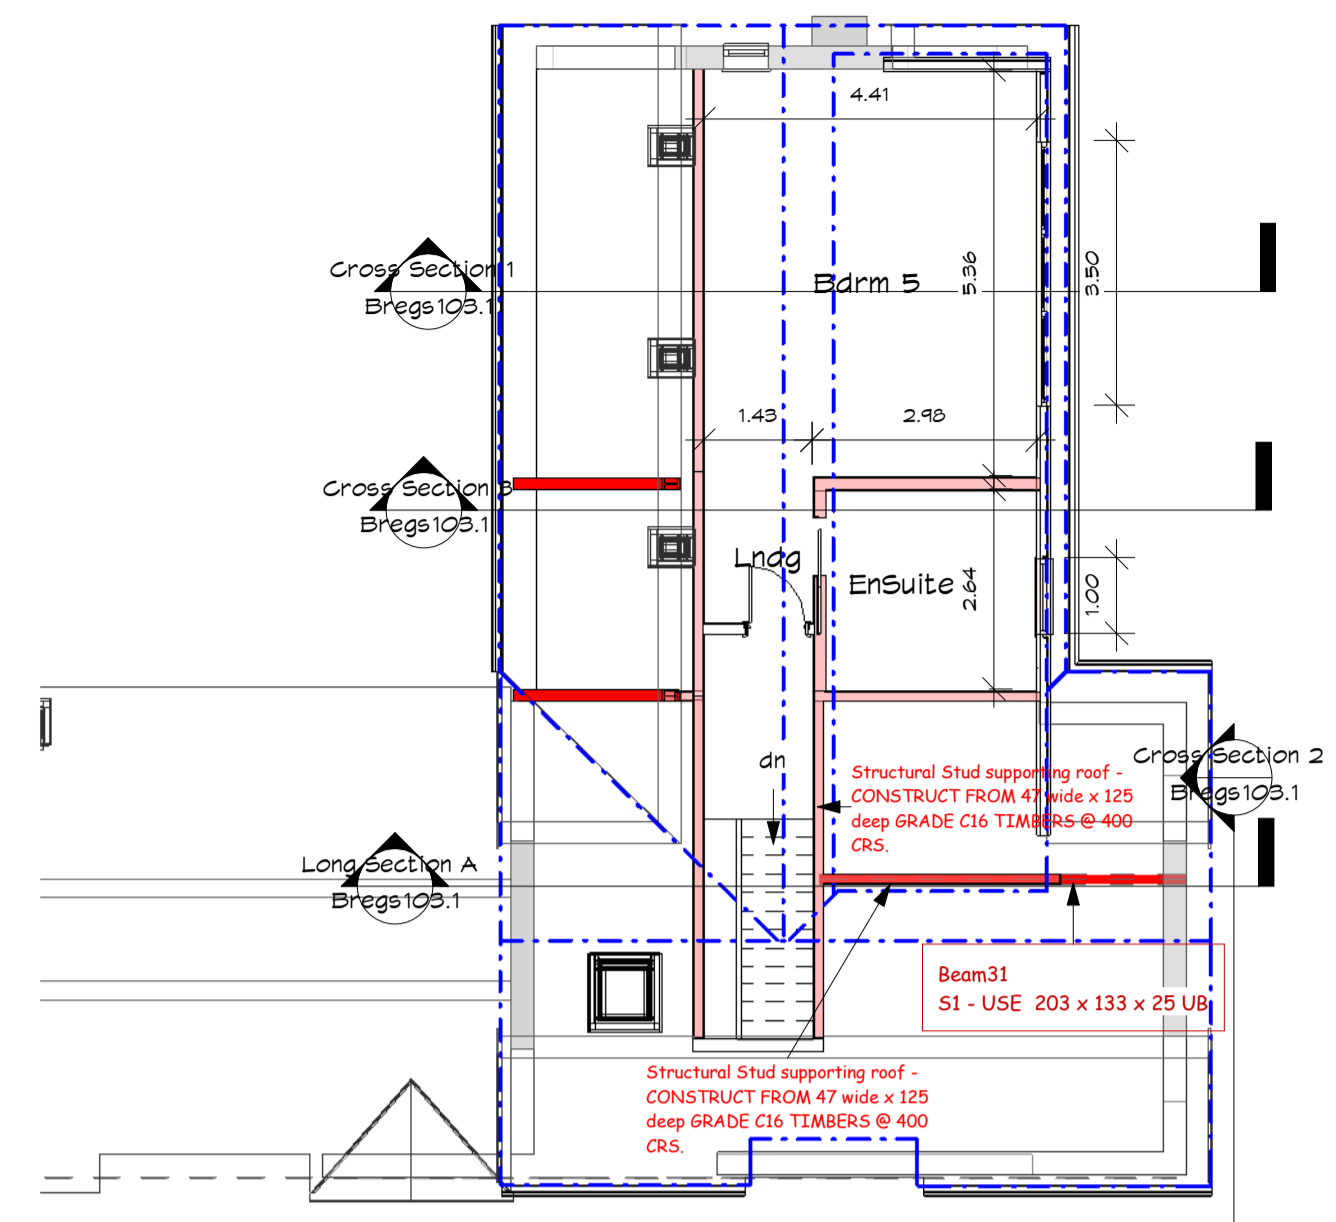 4.41
Cross Section 1
Bregs103.1
Bdrm 5
5.36
3.50
1.43
2.98
Cross Section B
Bregs103.1
Lndg
EnSuite
2.64
1.00
dn
Cross Section 2
Bregs103.1
Structural Stud supporting roof -
CONSTRUCT FROM 47 wide x 125
deep GRADE C16 TIMBERS @ 400
CRS.
Long Section A
Bregs103.1
Beam31
S1 - USE 203 x 133 x 25 UB
Structural Stud supporting roof -
CONSTRUCT FROM 47 wide x 125
deep GRADE C16 TIMBERS @ 400
CRS.